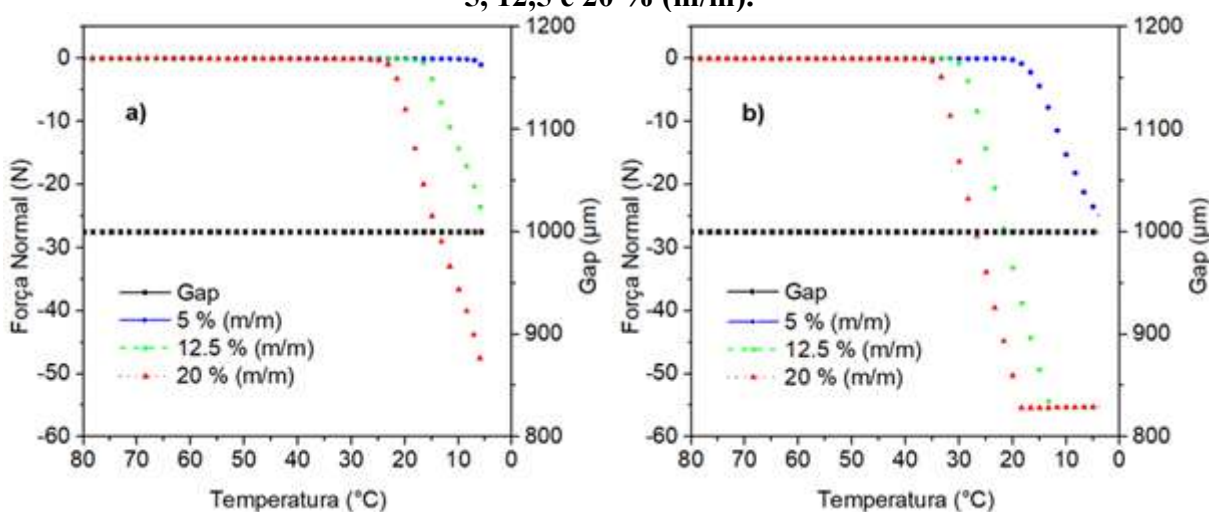 5, 12,5 e 20 % (m/m).
0
-10
-20
-30
-40
-50
-60
Força Normal (N)
a)
Gap
5 % (m/m)
12.5 % (m/m)
20 % (m/m)
1200
1100
1000
900
800
Gap (µm)
80 70 60 50 40 30 20 10 0
Temperatura (°C)
0
-10
-20
-30
-40
-50
-60
Força Normal (N)
b)
Gap
5 % (m/m)
12.5 % (m/m)
20 % (m/m)
1200
1100
1000
900
800
Gap (µm)
80 70 60 50 40 30 20 10 0
Temperatura (°C)